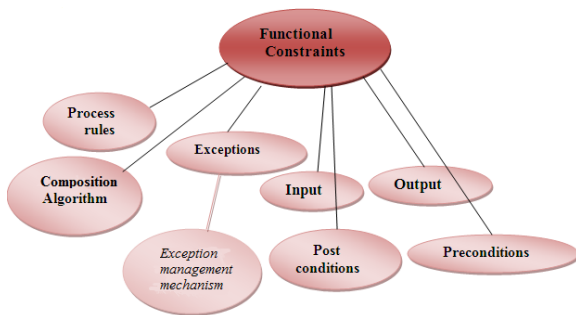 Functional
Constraints
Process
rules
Exceptions
Composition
Algorithm
Input
Output
Exception
management
mechanism
Post
conditions
Preconditions